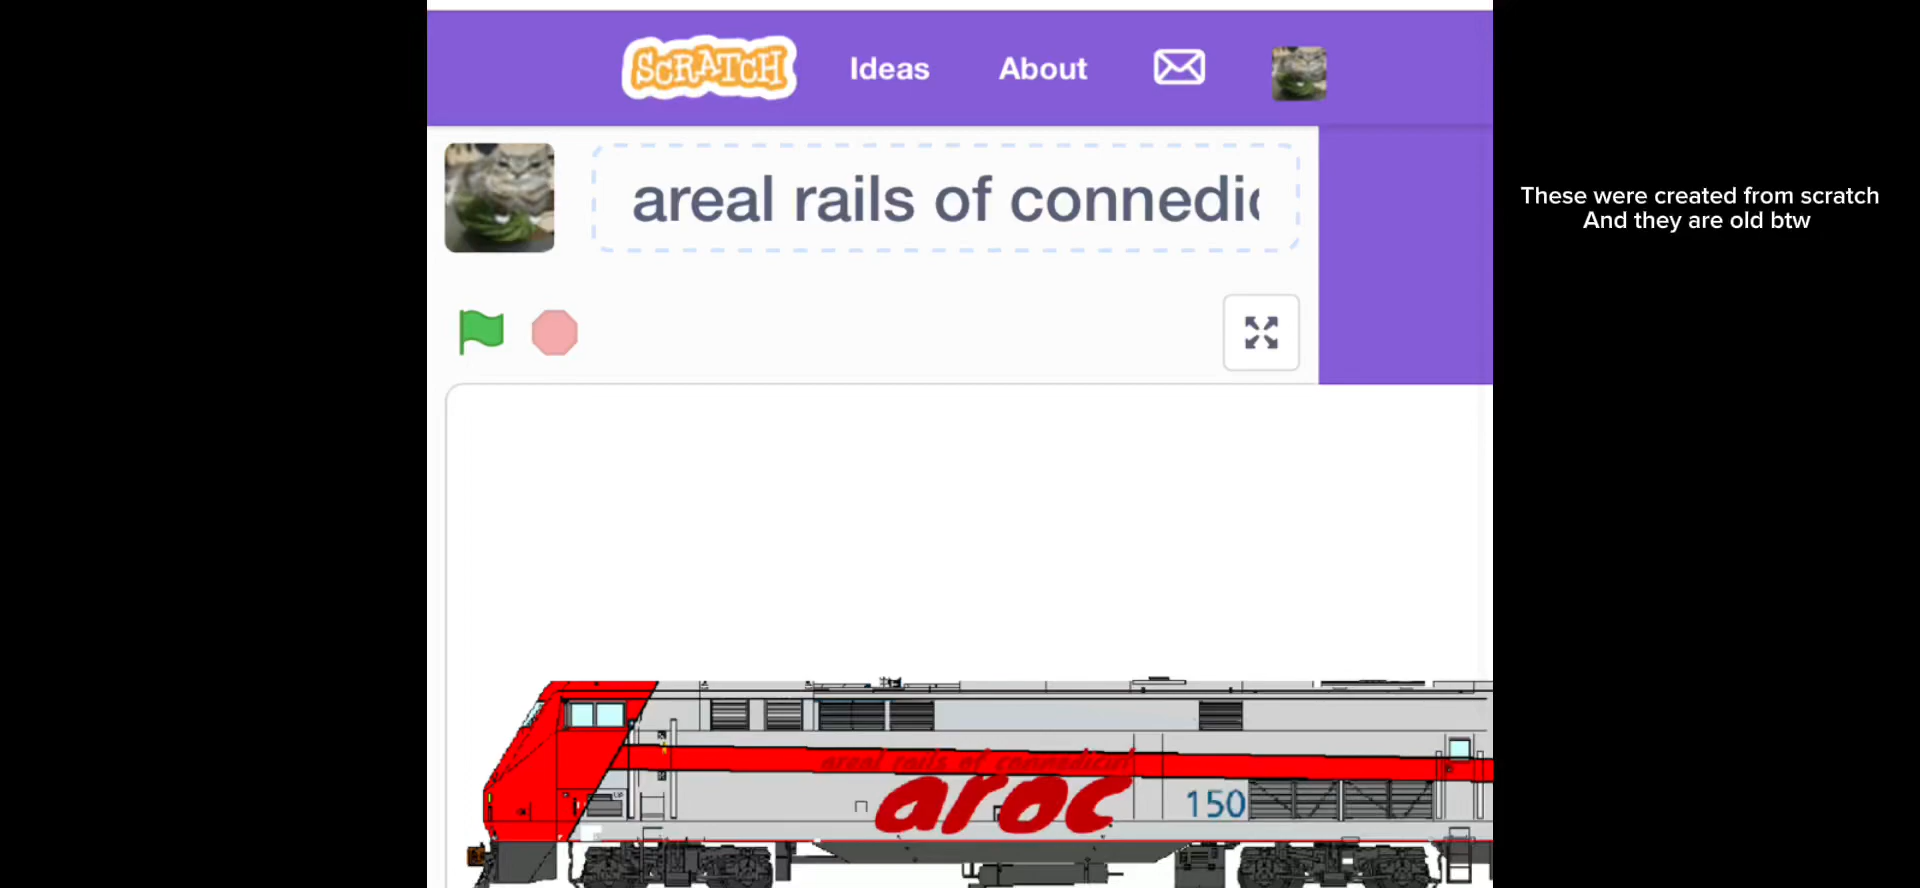 SCRATCH Ideas About
areal rails of connedic
These were created from scratch
And they are old btw
areal rails of connedicut
aroc
150